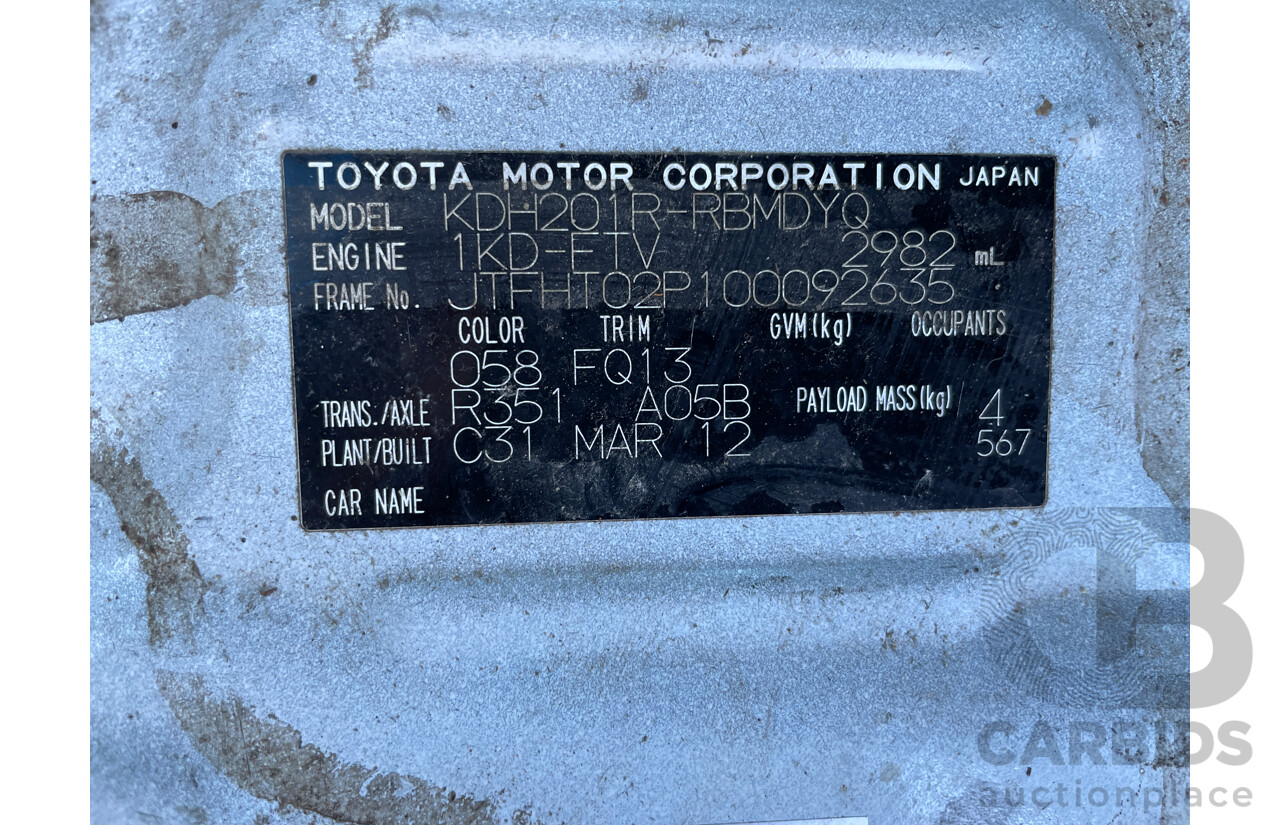 TOYOTA MOTOR CORPORATION JAPAN
MODEL KDH201R-RBMDYQ
ENGINE 1KD-FTV 2982 mL
FRAME No. JTFHT02P100092635
COLOR TRIM GVM(kg) OCCUPANTS
058 FQ13
TRANS./AXLE R351 A05B PAYLOAD MASS(kg) 4
PLANT/BUILT C31 MAR 12 567
CAR NAME
B
CARBIDS
auctionplace